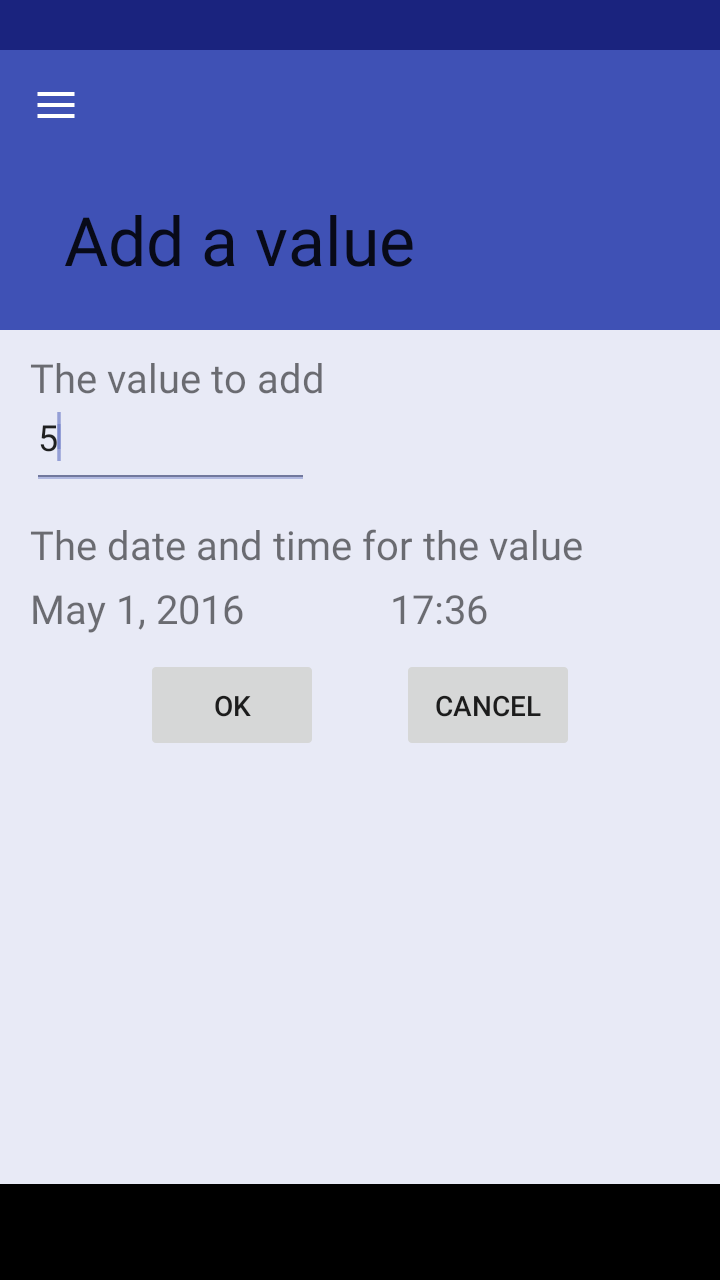 Add a value
The value to add
5
The date and time for the value
May 1, 2016 17:36
OK CANCEL